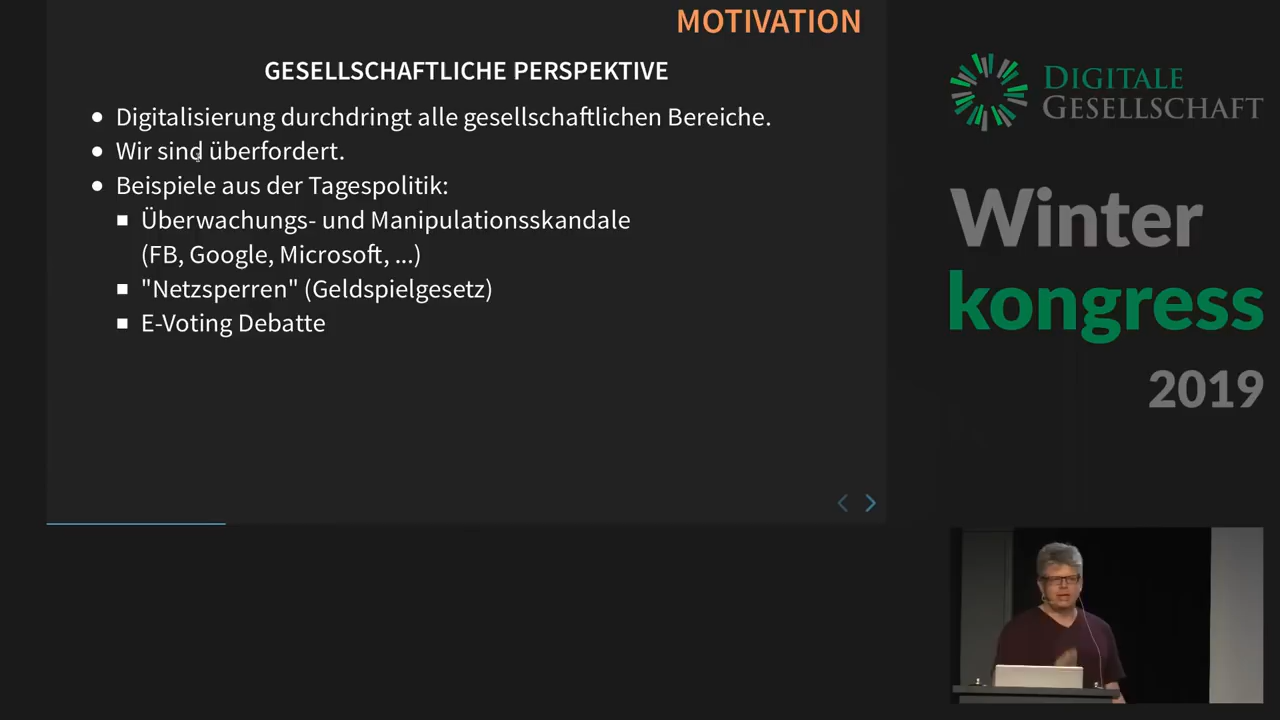 MOTIVATION
GESELLSCHAFTLICHE PERSPEKTIVE
• Digitalisierung durchdringt alle gesellschaftlichen Bereiche.
• Wir sind überfordert.
• Beispiele aus der Tagespolitik:
▪ Überwachungs- und Manipulationsskandale
(FB, Google, Microsoft, ...)
▪ "Netzsperren" (Geldspielgesetz)
▪ E-Voting Debatte
DIGITALE
GESELLSCHAFT
Winter
kongress
2019